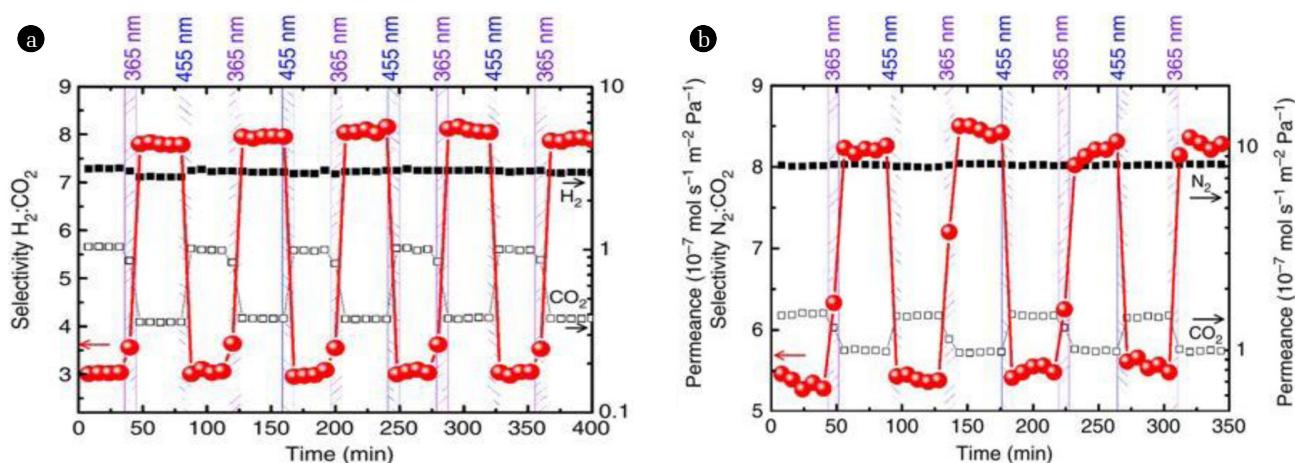 a
365 nm
455 nm
365 nm
455 nm
365 nm
455 nm
365 nm
455 nm
365 nm
9
8
7
6
5
4
3
10
1
0.1
H₂
CO₂
0 50 100 150 200 250 300 350 400
Time (min)
Selectivity H₂:CO₂
Permeance (10⁻⁷ mol s⁻¹ m⁻² Pa⁻¹)
b
365 nm
455 nm
365 nm
455 nm
365 nm
455 nm
365 nm
9
8
8
7
6
6
5
10
1
N₂
CO₂
0 50 100 150 200 250 300 345
Time (min)
Selectivity N₂:CO₂
Permeance (10⁻⁷ mol s⁻¹ m⁻² Pa⁻¹)